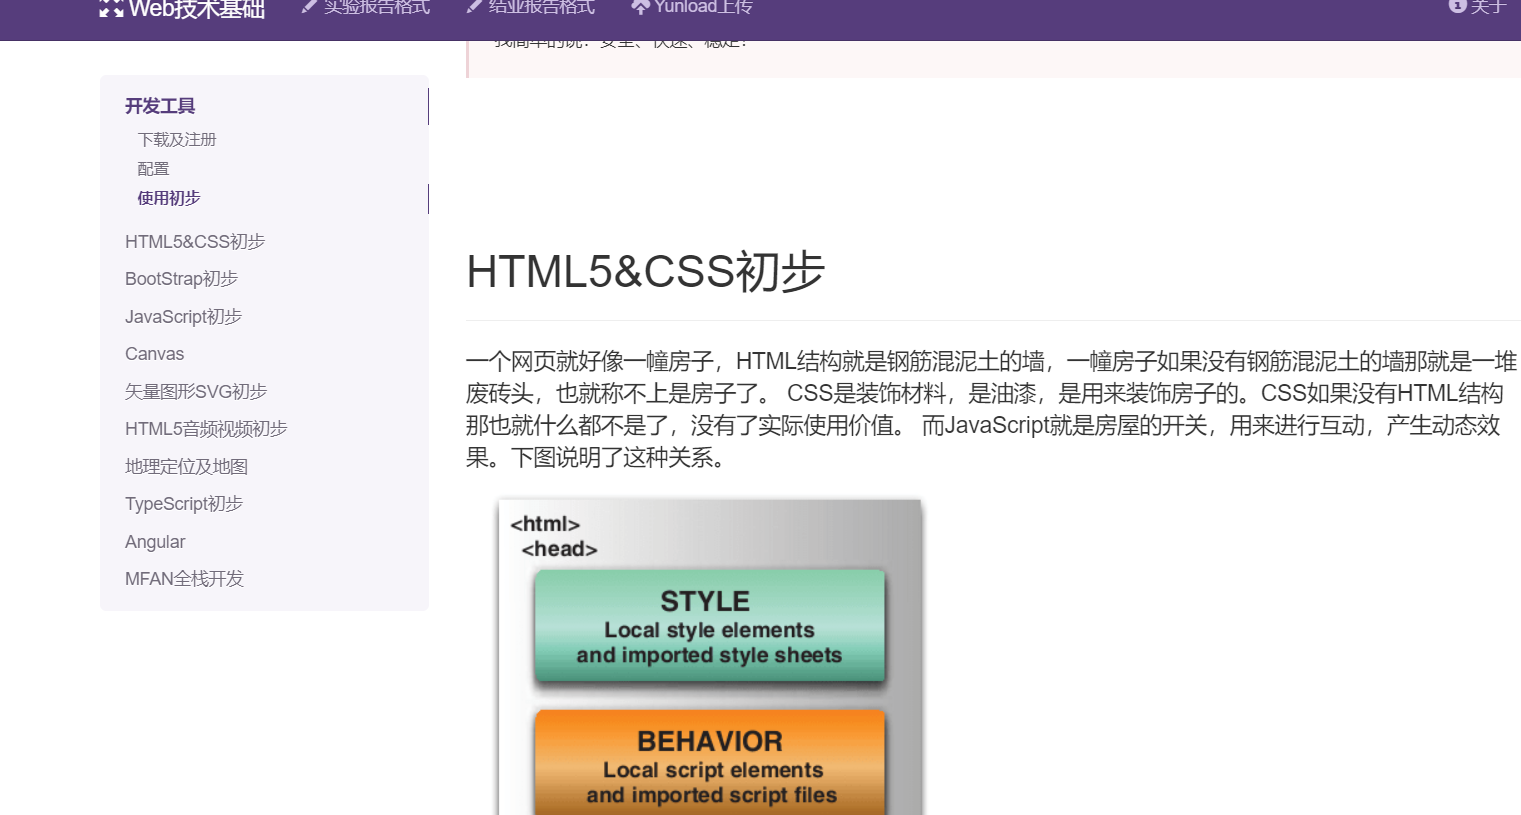 Web技术基础 实验报告格式 结业报告格式 Yunload上传 关于
找简单的说：安全、快速、稳定！
开发工具
下载及注册
配置
使用初步
HTML5&CSS初步
BootStrap初步
JavaScript初步
Canvas
矢量图形SVG初步
HTML5音频视频初步
地理定位及地图
TypeScript初步
Angular
MFAN全栈开发
HTML5&CSS初步
一个网页就好像一幢房子，HTML结构就是钢筋混泥土的墙，一幢房子如果没有钢筋混泥土的墙那就是一堆
废砖头，也就称不上是房子了。 CSS是装饰材料，是油漆，是用来装饰房子的。CSS如果没有HTML结构
那也就什么都不是了，没有了实际使用价值。 而JavaScript就是房屋的开关，用来进行互动，产生动态效
果。下图说明了这种关系。
<html>
<head>
STYLE
Local style elements
and imported style sheets
BEHAVIOR
Local script elements
and imported script files